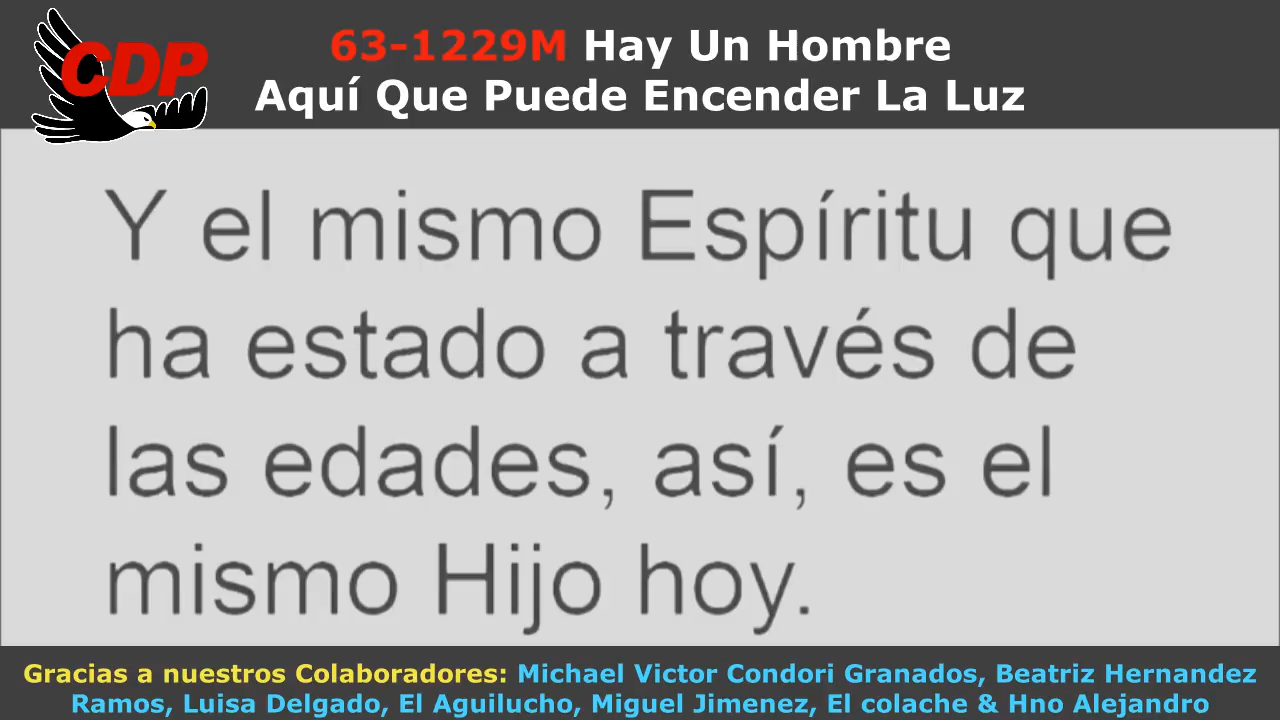 CDP
63-1229M Hay Un Hombre
Aquí Que Puede Encender La Luz
Y el mismo Espíritu que
ha estado a través de
las edades, así, es el
mismo Hijo hoy.
Gracias a nuestros Colaboradores: Michael Victor Condori Granados, Beatriz Hernandez
Ramos, Luisa Delgado, El Aguilucho, Miguel Jimenez, El colache & Hno Alejandro